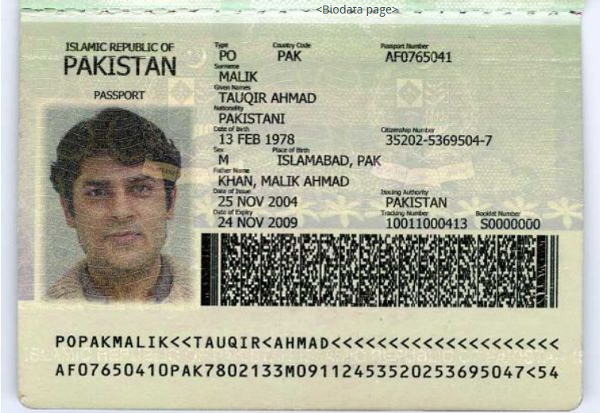 <Biodata page>
ISLAMIC REPUBLIC OF
PAKISTAN
PASSPORT
Type Country Code Passport Number
PO PAK AF0765041
Surname
MALIK
Given Names
TAUQIR AHMAD
Nationality
PAKISTANI
Date of Birth Citizenship Number
13 FEB 1978 35202-5369504-7
Sex Place of Birth
M ISLAMABAD, PAK
Father Name
KHAN, MALIK AHMAD
Date of Issue Issuing Authority
25 NOV 2004 PAKISTAN
Date of Expiry Tracking Number Booklet Number
24 NOV 2009 10011000413 S0000000
POPAKMALIK<<TAUQIR<AHMAD<<<<<<<<<<<<<<<<<<<<
AF07650410PAK7802133M09112453520253695047<54